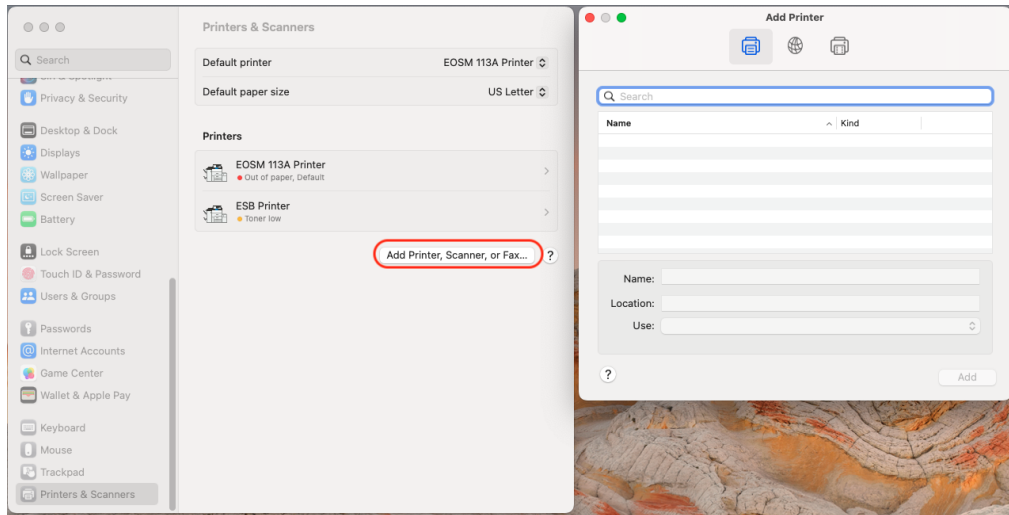 Search
Privacy & Security
Desktop & Dock
Displays
Wallpaper
Screen Saver
Battery
Lock Screen
Touch ID & Password
Users & Groups
Passwords
Internet Accounts
Game Center
Wallet & Apple Pay
Keyboard
Mouse
Trackpad
Printers & Scanners
Printers & Scanners
Default printer EOSM 113A Printer
Default paper size US Letter
Printers
EOSM 113A Printer
Out of paper, Default
ESB Printer
Toner low
Add Printer, Scanner, or Fax... ?
Add Printer
Search
Name Kind
Name:
Location:
Use:
? Add